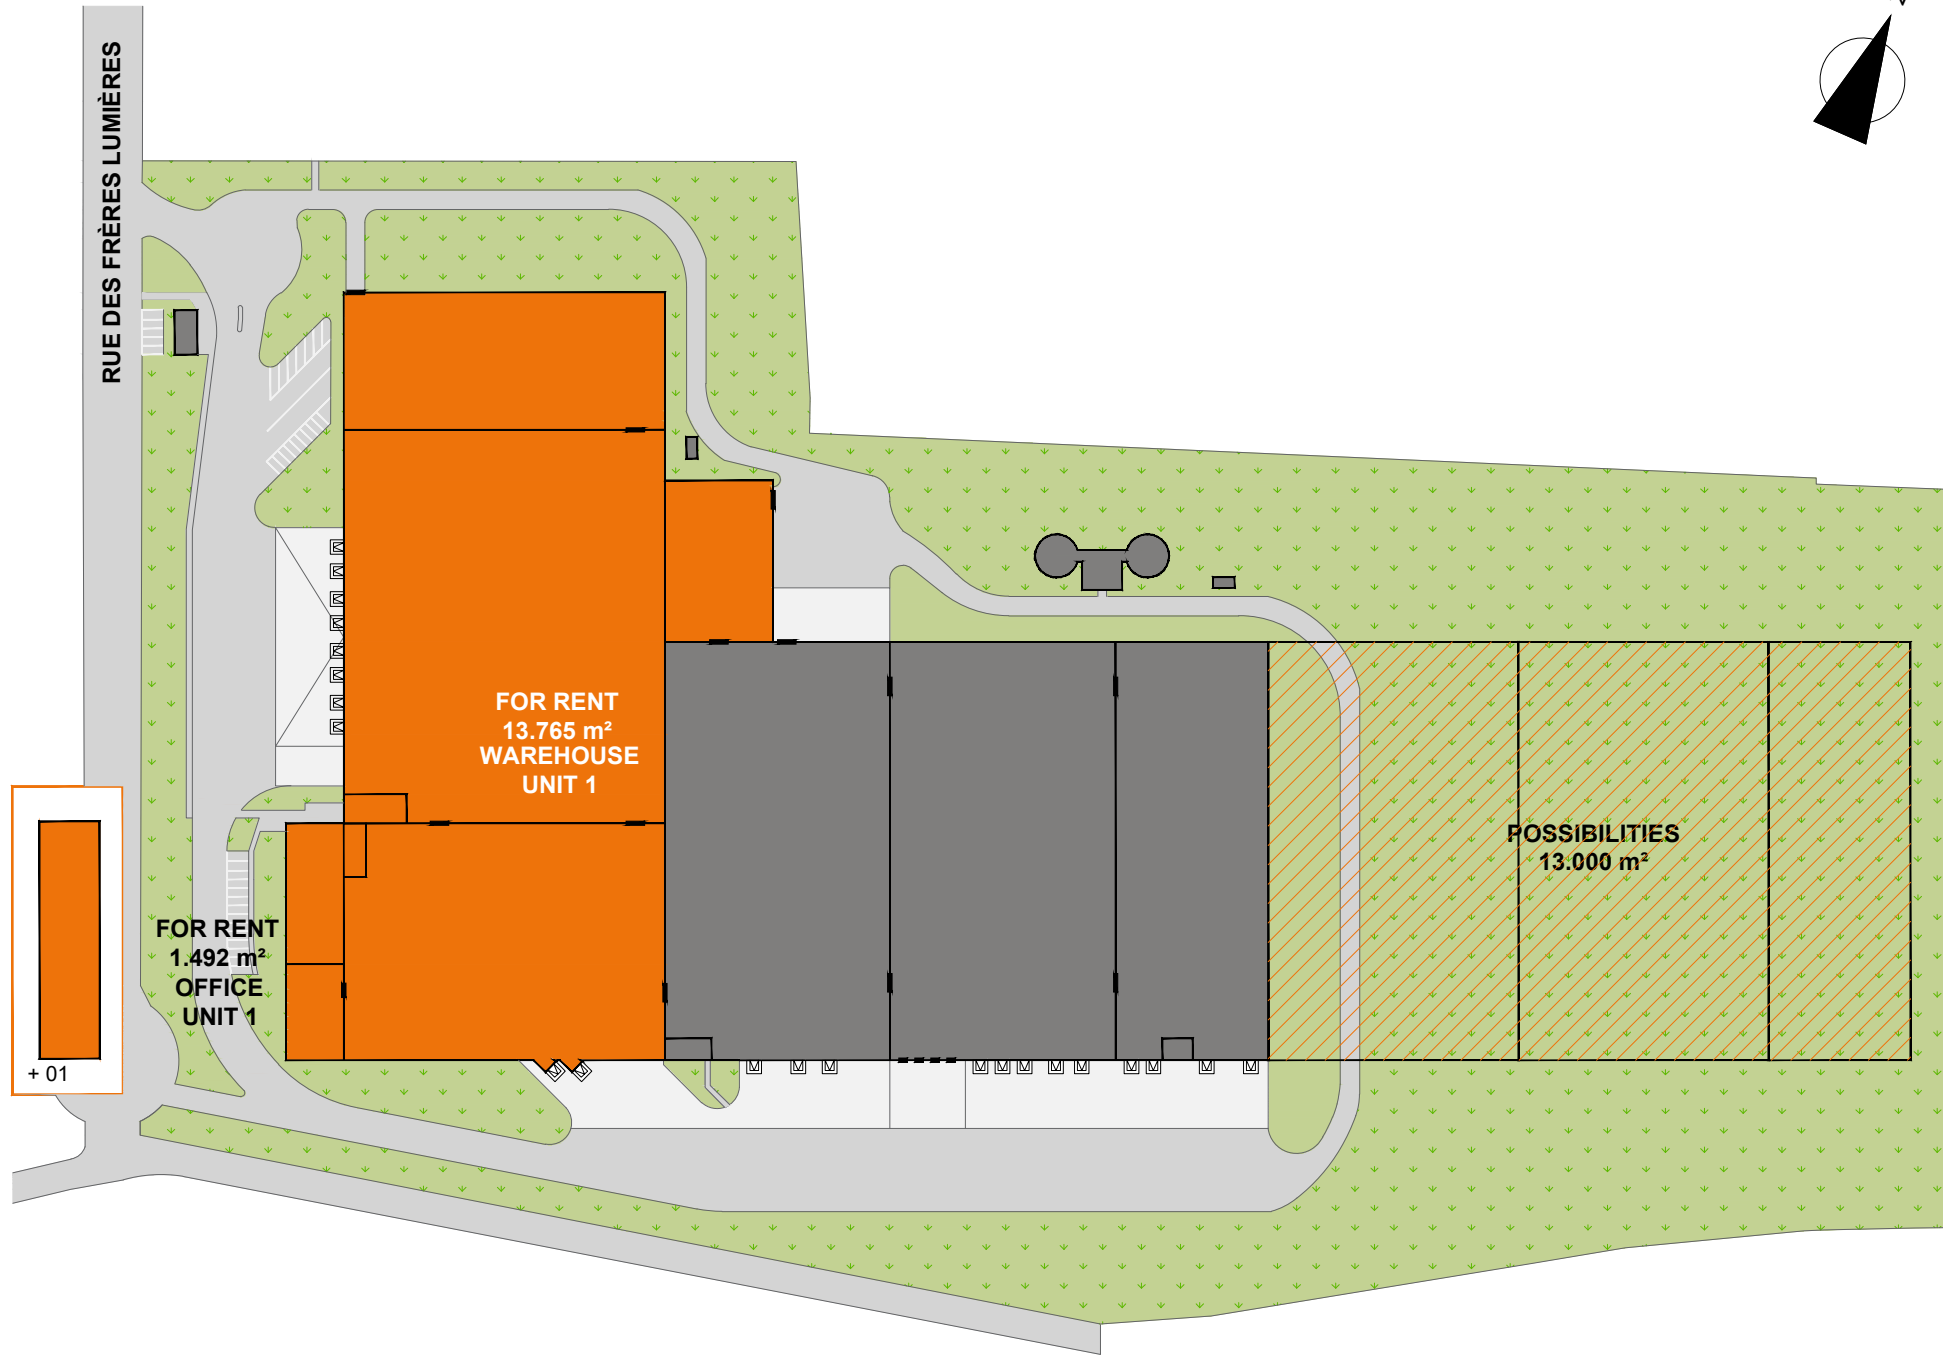 RUE DES FRÈRES LUMIÈRES
FOR RENT
13.765 m²
WAREHOUSE
UNIT 1
POSSIBILITIES
13.000 m²
FOR RENT
1.492 m²
OFFICE
UNIT 1
+ 01